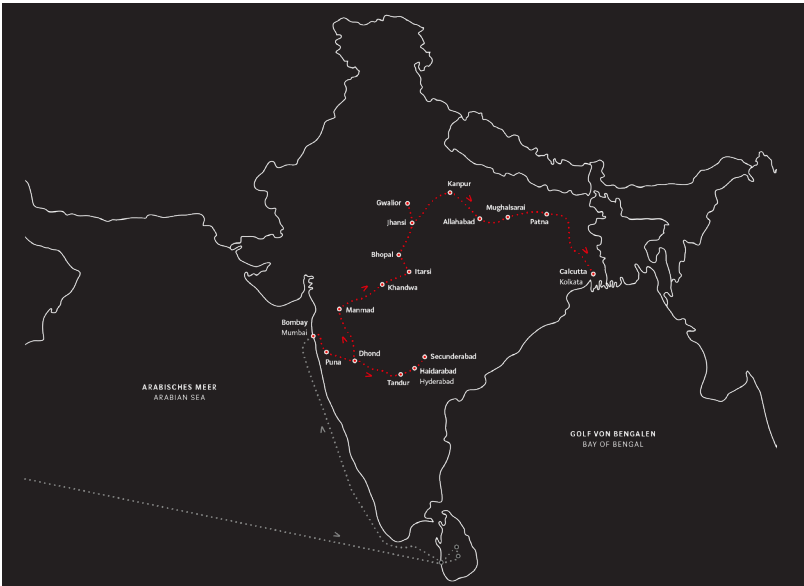 Kanpur
Gwalior
Mughalsarai
Jhansi
Allahabad
Patna
Bhopal
Itarsi
Calcutta
Kolkata
Khandwa
Manmad
Bombay
Mumbai
Dhond
Secunderabad
Puna
Haidarabad
Tandur
Hyderabad
ARABISCHES MEER
ARABIAN SEA
GOLF VON BENGALEN
BAY OF BENGAL